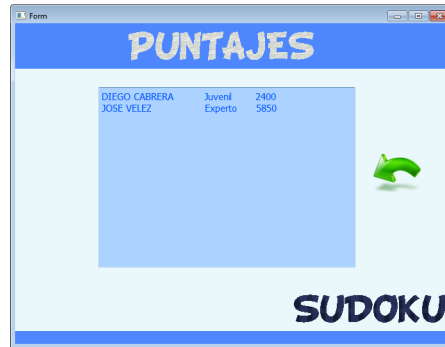 Form
PUNTAJES
DIEGO CABRERA Juvenil 2400
JOSE VELEZ Experto 5850
SUDOKU